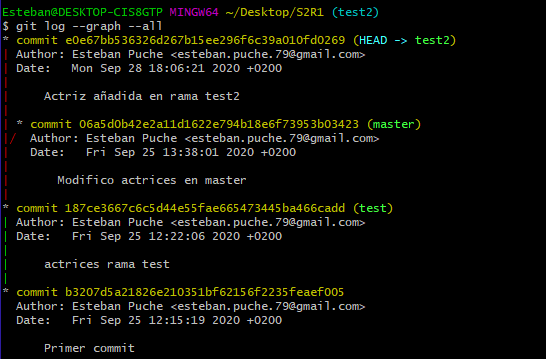 Esteban@DESKTOP-CIS8GTP MINGW64 ~/Desktop/S2R1 (test2)
$ git log --graph --all
* commit e0e67bb536326d267b15ee296f6c39a010fd0269 (HEAD -> test2)
| Author: Esteban Puche <esteban.puche.79@gmail.com>
| Date:   Mon Sep 28 18:06:21 2020 +0200
|
|     Actriz añadida en rama test2
|
| * commit 06a5d0b42e2a11d1622e794b18e6f73953b03423 (master)
|/  Author: Esteban Puche <esteban.puche.79@gmail.com>
|   Date:   Fri Sep 25 13:38:01 2020 +0200
|
|       Modifico actrices en master
|
* commit 187ce3667c6c5d44e55fae665473445ba466cadd (test)
| Author: Esteban Puche <esteban.puche.79@gmail.com>
| Date:   Fri Sep 25 12:22:06 2020 +0200
|
|     actrices rama test
|
* commit b3207d5a21826e210351bf62156f2235feaef005
  Author: Esteban Puche <esteban.puche.79@gmail.com>
  Date:   Fri Sep 25 12:15:19 2020 +0200

      Primer commit